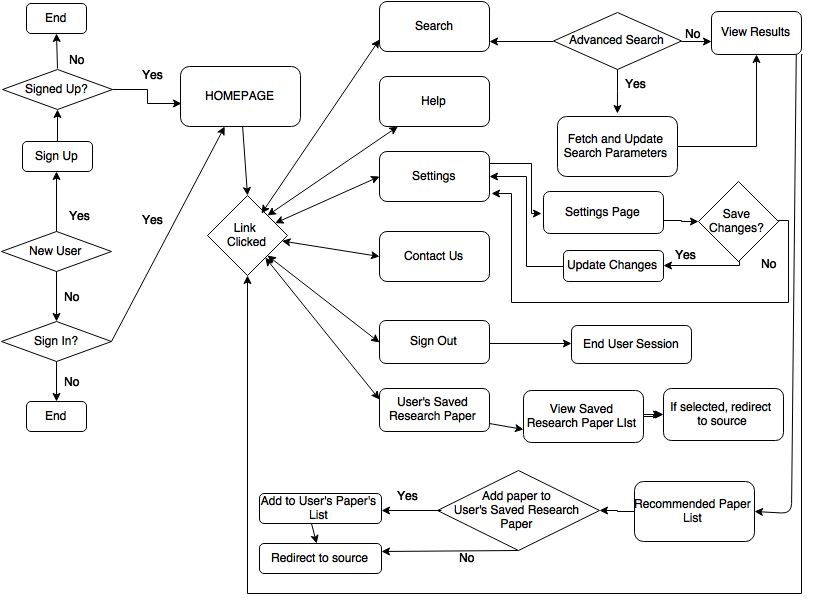 End
No
Signed Up?
Yes
Sign Up
Yes
New User
No
Sign In?
No
End
Yes
HOMEPAGE
Link
Clicked
Search
Advanced Search
No
View Results
Yes
Fetch and Update
Search Parameters
Help
Settings
Settings Page
Save
Changes?
Yes
No
Update Changes
Contact Us
Sign Out
End User Session
User's Saved
Research Paper
View Saved
Research Paper LIst
If selected, redirect
to source
Recommended Paper
List
Add paper to
User's Saved Research
Paper
Yes
No
Add to User's Paper's
List
Redirect to source